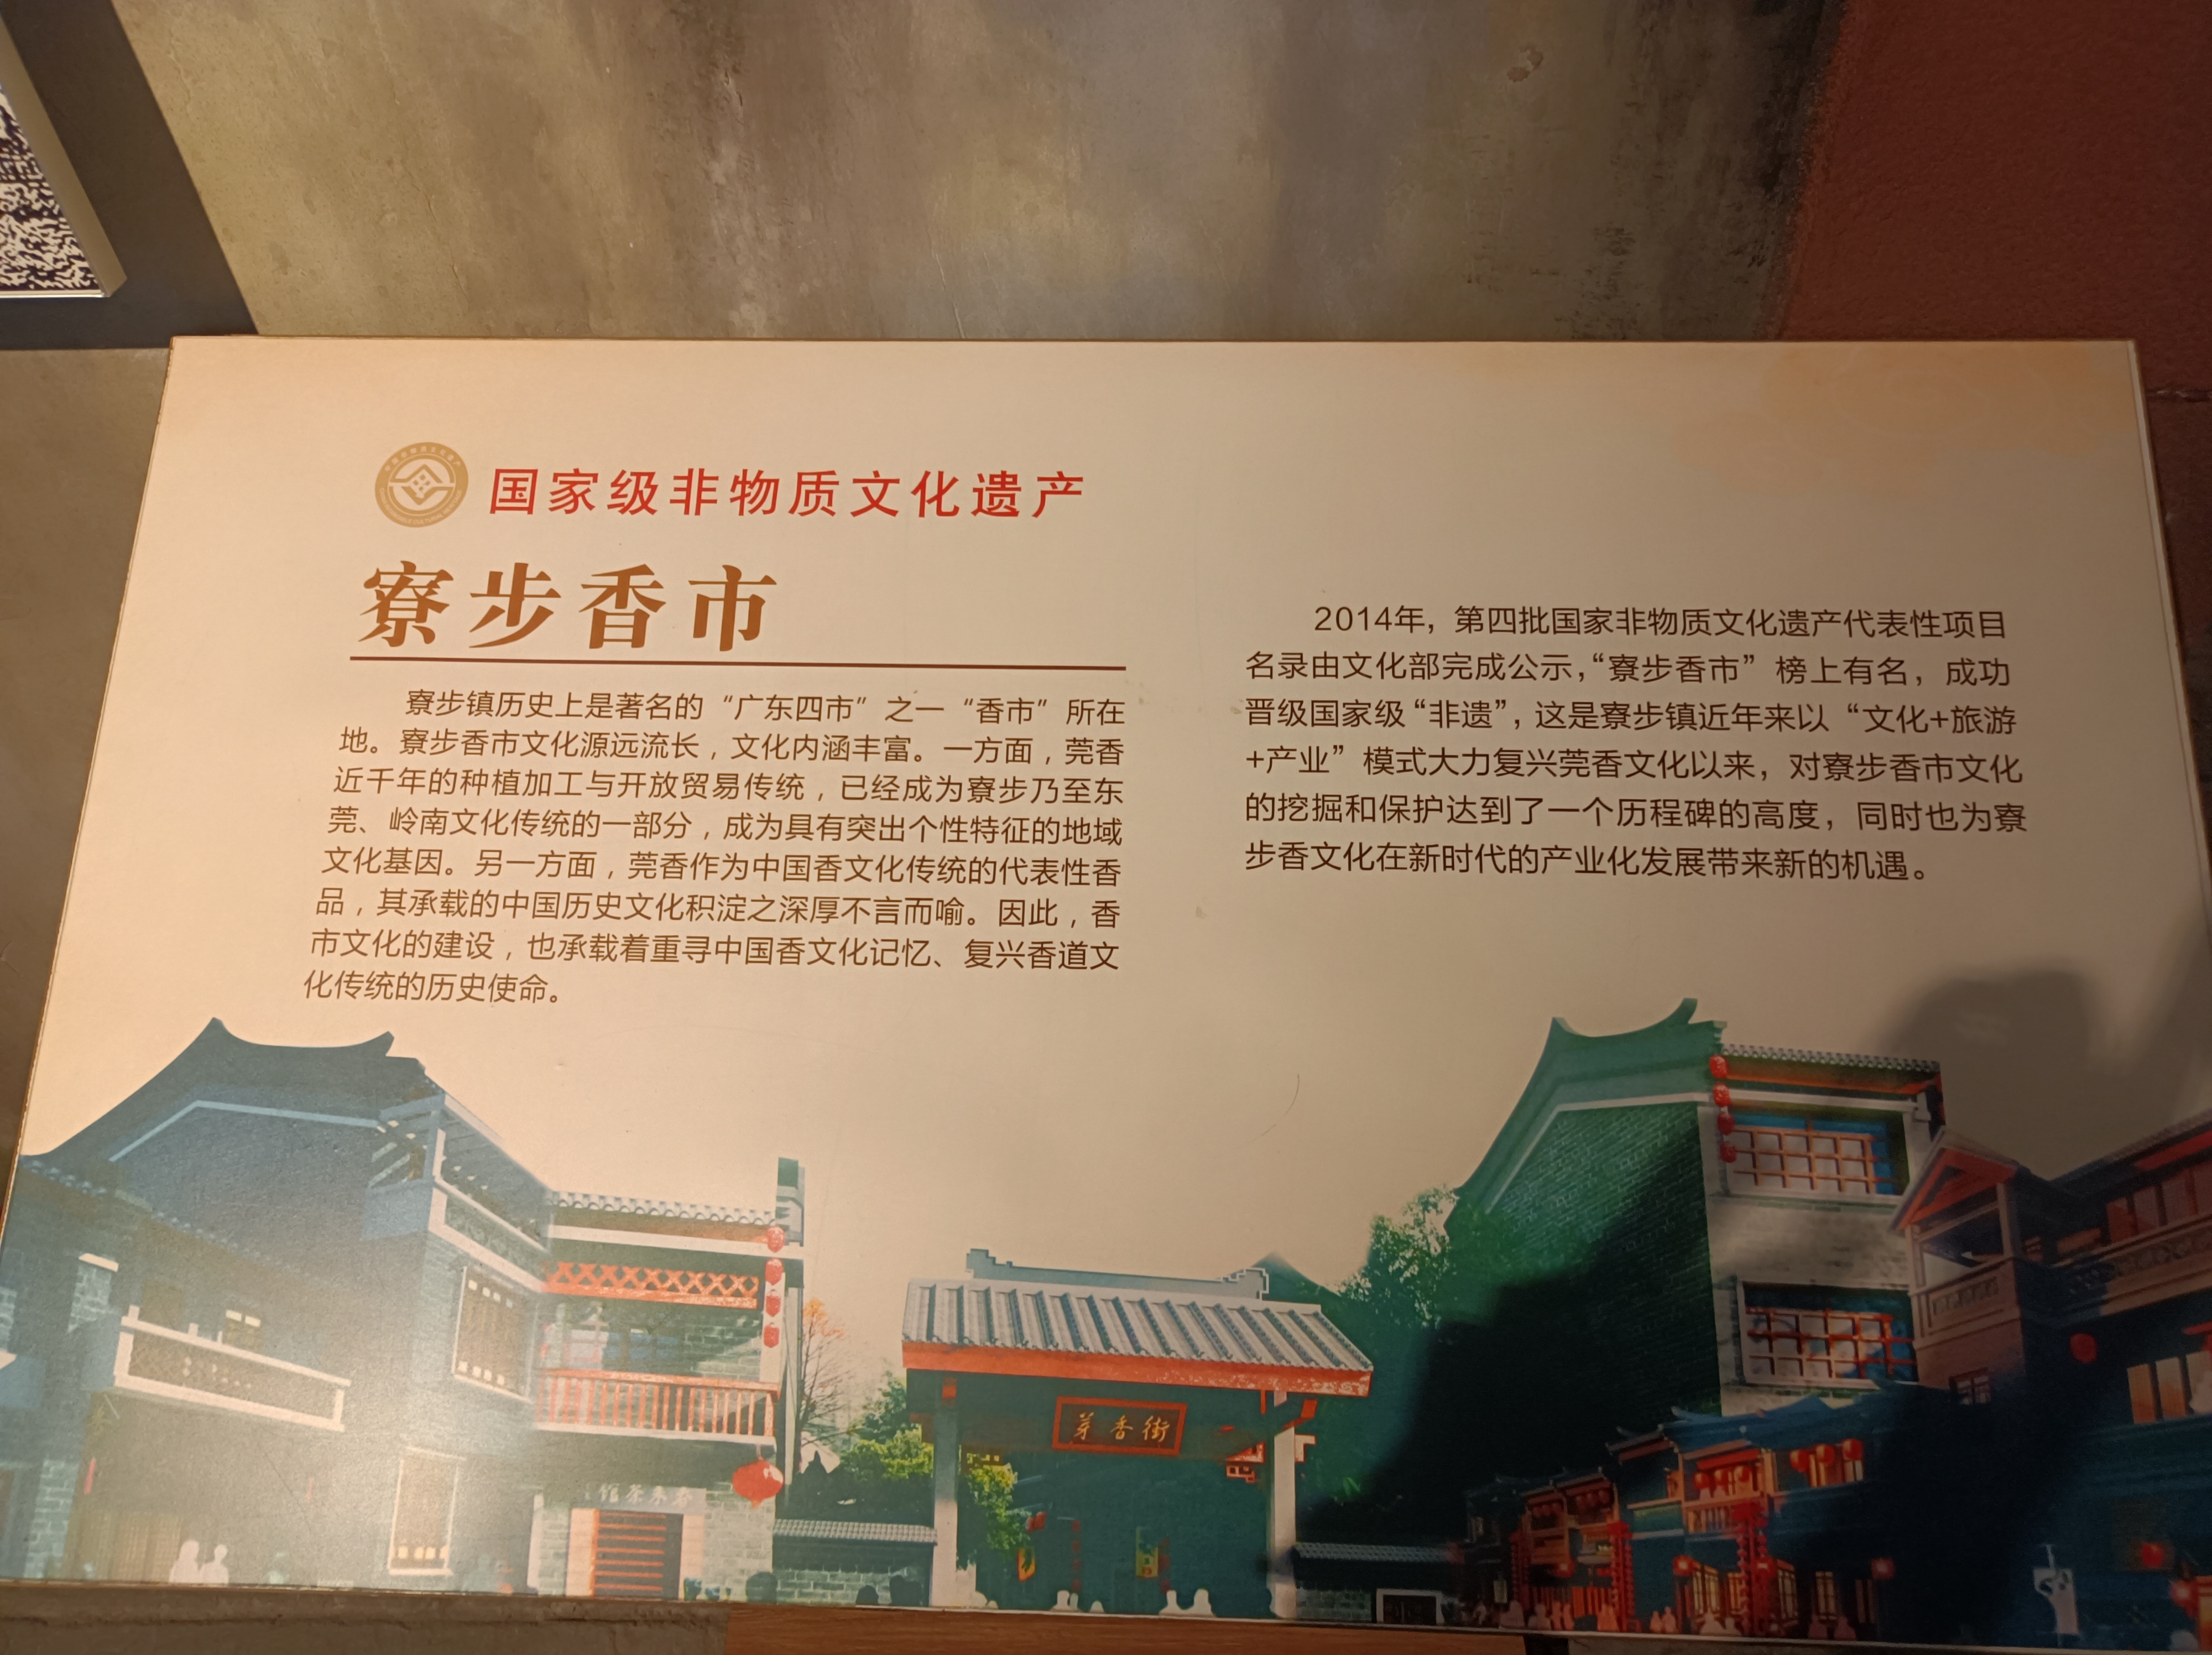 国家级非物质文化遗产
寮步香市
寮步镇历史上是著名的“广东四市”之一“香市”所在
地。寮步香市文化源远流长，文化内涵丰富。一方面，莞香
近千年的种植加工与开放贸易传统，已经成为寮步乃至东
莞、岭南文化传统的一部分，成为具有突出个性特征的地域
文化基因。另一方面，莞香作为中国香文化传统的代表性香
品，其承载的中国历史文化积淀之深厚不言而喻。因此，香
市文化的建设，也承载着重寻中国香文化记忆、复兴香道文
化传统的历史使命。
2014年，第四批国家非物质文化遗产代表性项目
名录由文化部完成公示，“寮步香市”榜上有名，成功
晋级国家级“非遗”，这是寮步镇近年来以“文化+旅游
+产业”模式大力复兴莞香文化以来，对寮步香市文化
的挖掘和保护达到了一个历程碑的高度，同时也为寮
步香文化在新时代的产业化发展带来新的机遇。
芽香街
春来茶馆